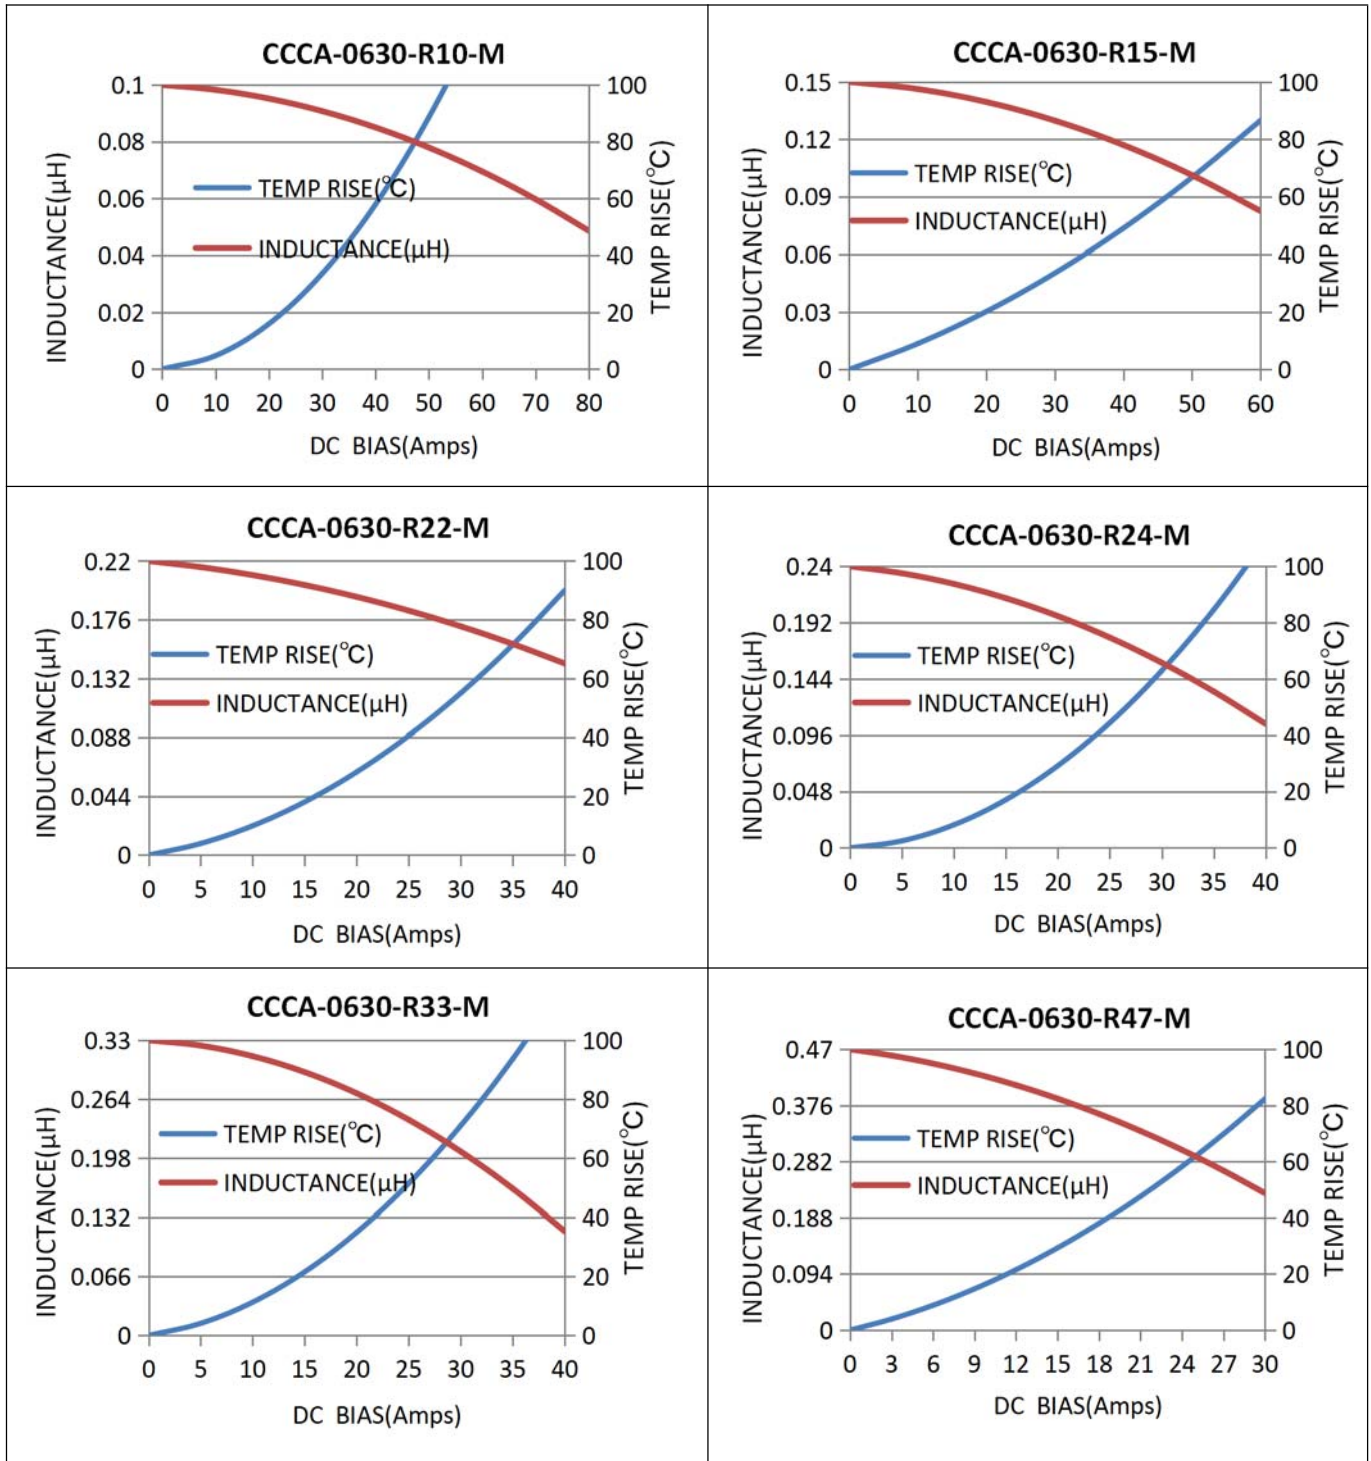 CCCA-0630-R10-M
INDUCTANCE(µH)
0.1
0.08
0.06
0.04
0.02
0
TEMP RISE(℃)
INDUCTANCE(µH)
100
80
60
40
20
0
TEMP RISE(℃)
0 10 20 30 40 50 60 70 80
DC BIAS(Amps)
CCCA-0630-R15-M
INDUCTANCE(µH)
0.15
0.12
0.09
0.06
0.03
0
TEMP RISE(℃)
INDUCTANCE(µH)
100
80
60
40
20
0
TEMP RISE(℃)
0 10 20 30 40 50 60
DC BIAS(Amps)
CCCA-0630-R22-M
INDUCTANCE(µH)
0.22
0.176
0.132
0.088
0.044
0
TEMP RISE(℃)
INDUCTANCE(µH)
100
80
60
40
20
0
TEMP RISE(℃)
0 5 10 15 20 25 30 35 40
DC BIAS(Amps)
CCCA-0630-R24-M
INDUCTANCE(µH)
0.24
0.192
0.144
0.096
0.048
0
TEMP RISE(℃)
INDUCTANCE(µH)
100
80
60
40
20
0
TEMP RISE(℃)
0 5 10 15 20 25 30 35 40
DC BIAS(Amps)
CCCA-0630-R33-M
INDUCTANCE(µH)
0.33
0.264
0.198
0.132
0.066
0
TEMP RISE(℃)
INDUCTANCE(µH)
100
80
60
40
20
0
TEMP RISE(℃)
0 5 10 15 20 25 30 35 40
DC BIAS(Amps)
CCCA-0630-R47-M
INDUCTANCE(µH)
0.47
0.376
0.282
0.188
0.094
0
TEMP RISE(℃)
INDUCTANCE(µH)
100
80
60
40
20
0
TEMP RISE(℃)
0 3 6 9 12 15 18 21 24 27 30
DC BIAS(Amps)